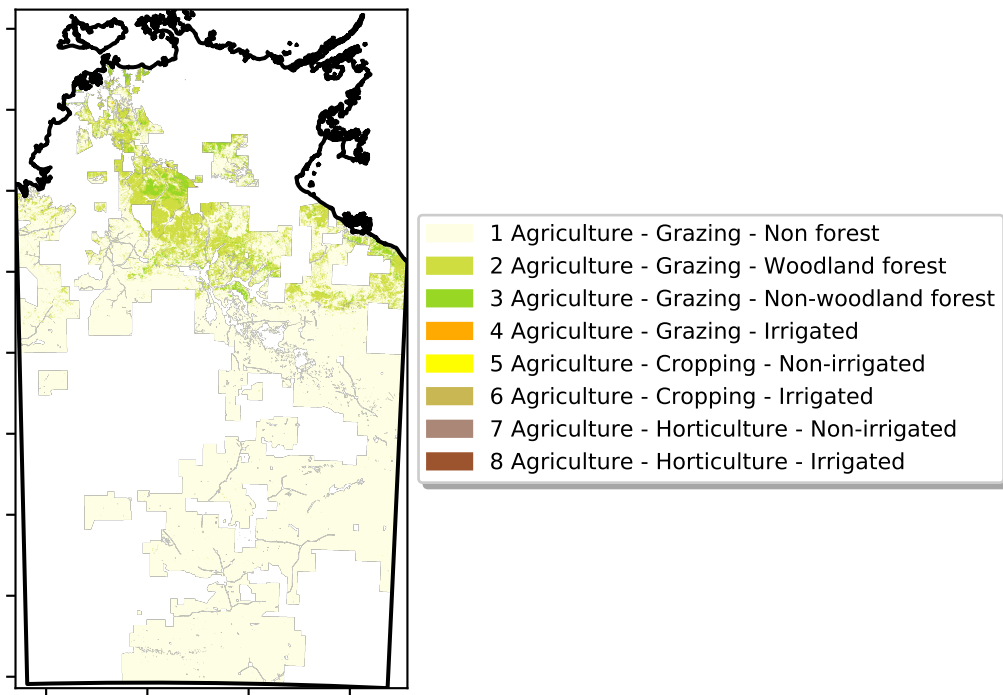 1 Agriculture - Grazing - Non forest
2 Agriculture - Grazing - Woodland forest
3 Agriculture - Grazing - Non-woodland forest
4 Agriculture - Grazing - Irrigated
5 Agriculture - Cropping - Non-irrigated
6 Agriculture - Cropping - Irrigated
7 Agriculture - Horticulture - Non-irrigated
8 Agriculture - Horticulture - Irrigated